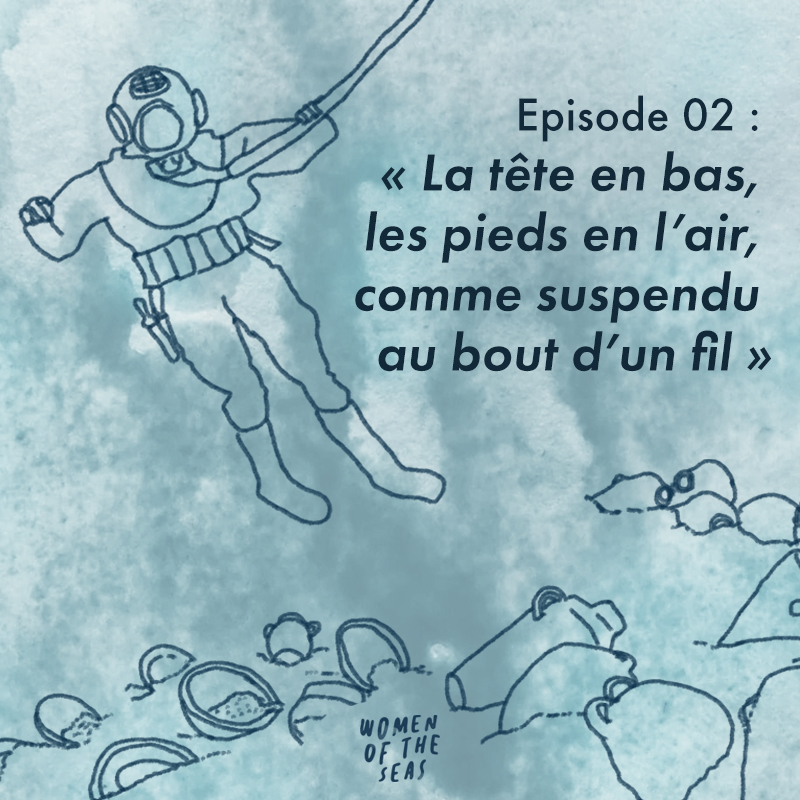 Episode 02 :
« La tête en bas,
les pieds en l’air,
comme suspendu
au bout d’un fil »
WOMEN
OF THE
SEAS